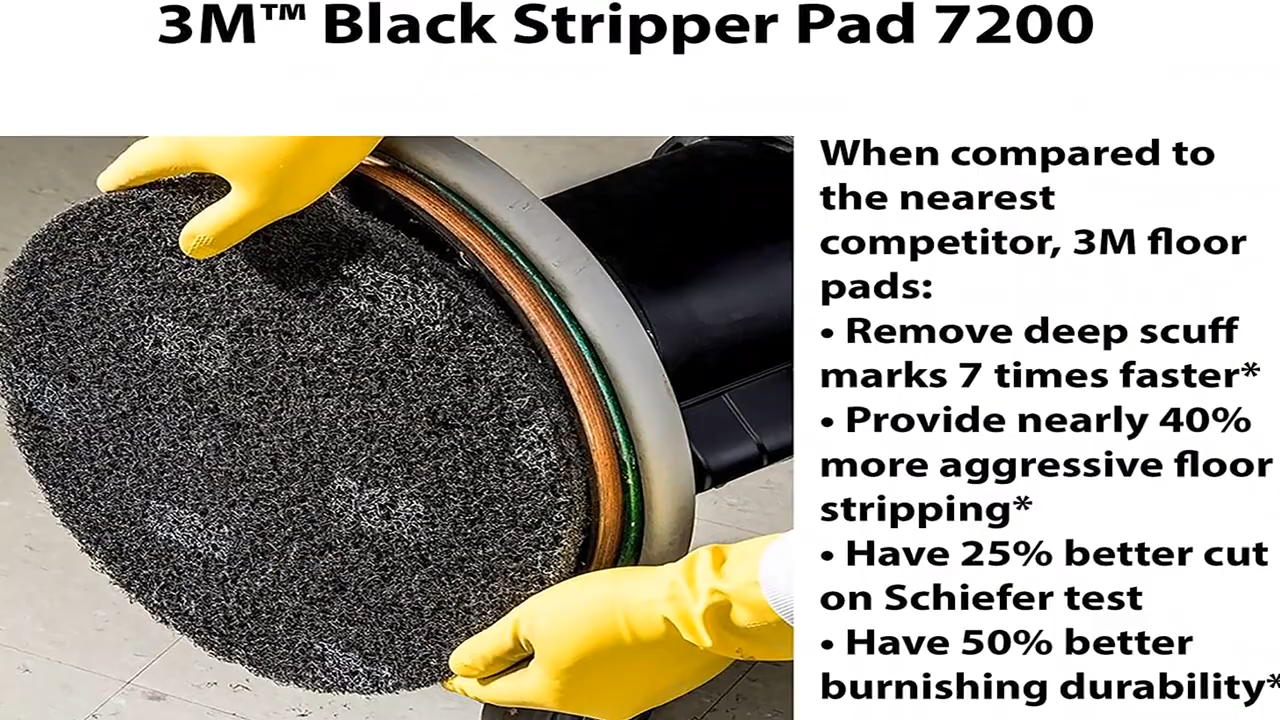 3M™ Black Stripper Pad 7200
When compared to
the nearest
competitor, 3M floor
pads:
• Remove deep scuff
marks 7 times faster*
• Provide nearly 40%
more aggressive floor
stripping*
• Have 25% better cut
on Schiefer test
• Have 50% better
burnishing durability*